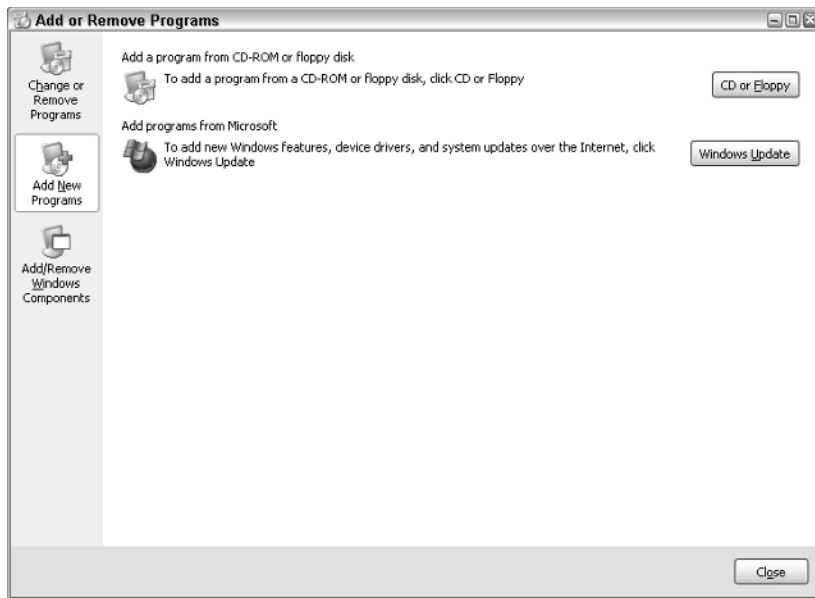 Add or Remove Programs
Change or
Remove
Programs
Add New
Programs
Add/Remove
Windows
Components
Add a program from CD-ROM or floppy disk
To add a program from a CD-ROM or floppy disk, click CD or Floppy
CD or Floppy
Add programs from Microsoft
To add new Windows features, device drivers, and system updates over the Internet, click
Windows Update
Windows Update
Close